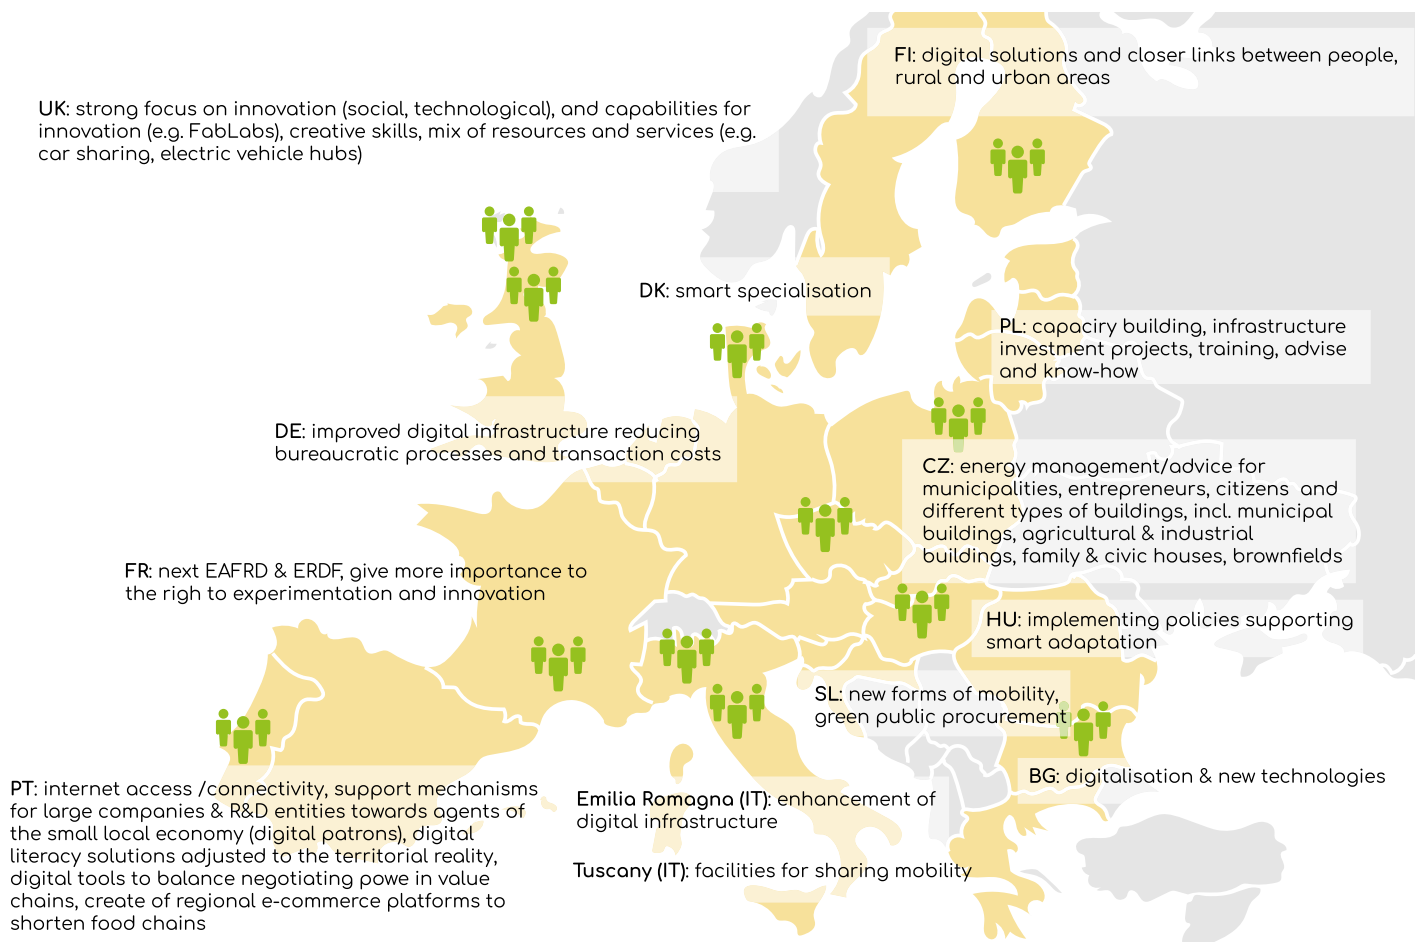 FI: digital solutions and closer links between people,
rural and urban areas
UK: strong focus on innovation (social, technological), and capabilities for
innovation (e.g. FabLabs), creative skills, mix of resources and services (e.g.
car sharing, electric vehicle hubs)
DK: smart specialisation
PL: capaciry building, infrastructure
investment projects, training, advise
and know-how
DE: improved digital infrastructure reducing
bureaucratic processes and transaction costs
CZ: energy management/advice for
municipalities, entrepreneurs, citizens  and
different types of buildings, incl. municipal
buildings, agricultural & industrial
buildings, family & civic houses, brownfields
FR: next EAFRD & ERDF, give more importance to
the righ to experimentation and innovation
HU: implementing policies supporting
smart adaptation
SL: new forms of mobility,
green public procurement
BG: digitalisation & new technologies
PT: internet access /connectivity, support mechanisms
for large companies & R&D entities towards agents of
the small local economy (digital patrons), digital
literacy solutions adjusted to the territorial reality,
digital tools to balance negotiating powe in value
chains, create of regional e-commerce platforms to
shorten food chains
Emilia Romagna (IT): enhancement of
digital infrastructure
Tuscany (IT): facilities for sharing mobility